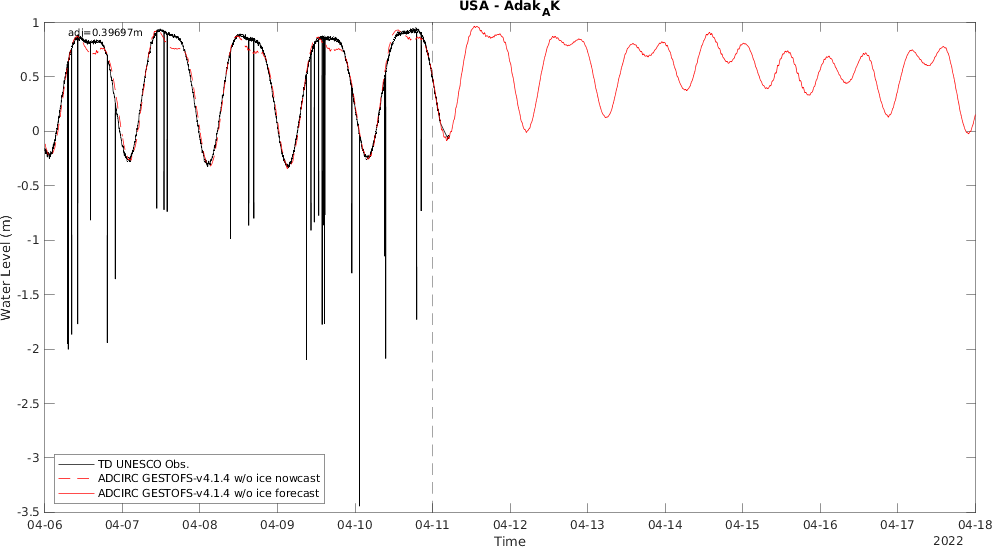 USA - Adak_AK
adj=0.39697m
1
0.5
0
-0.5
-1
-1.5
-2
-2.5
-3
-3.5
Water Level (m)
TD UNESCO Obs.
ADCIRC GESTOFS-v4.1.4 w/o ice nowcast
ADCIRC GESTOFS-v4.1.4 w/o ice forecast
04-06 04-07 04-08 04-09 04-10 04-11 04-12 04-13 04-14 04-15 04-16 04-17 04-18
Time
2022